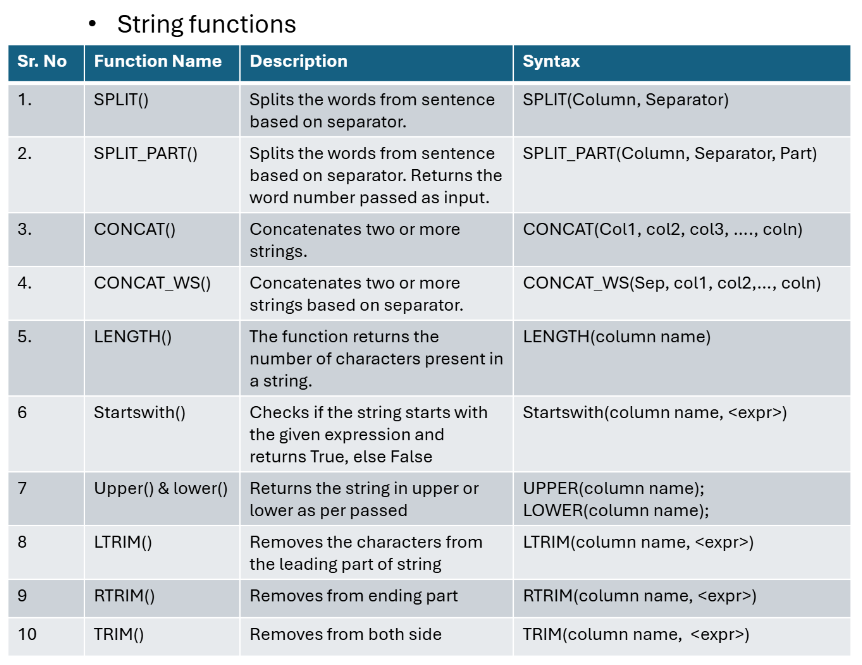 • String functions
Sr. No Function Name Description Syntax
1. SPLIT() Splits the words from sentence SPLIT(Column, Separator)
based on separator.
2. SPLIT_PART() Splits the words from sentence SPLIT_PART(Column, Separator, Part)
based on separator. Returns the
word number passed as input.
3. CONCAT() Concatenates two or more CONCAT(Col1, col2, col3, ...., coln)
strings.
4. CONCAT_WS() Concatenates two or more CONCAT_WS(Sep, col1, col2,..., coln)
strings based on separator.
5. LENGTH() The function returns the LENGTH(column name)
number of characters present in
a string.
6 Startswith() Checks if the string starts with Startswith(column name, <expr>)
the given expression and
returns True, else False
7 Upper() & lower() Returns the string in upper or UPPER(column name);
lower as per passed LOWER(column name);
8 LTRIM() Removes the characters from LTRIM(column name, <expr>)
the leading part of string
9 RTRIM() Removes from ending part RTRIM(column name, <expr>)
10 TRIM() Removes from both side TRIM(column name, <expr>)